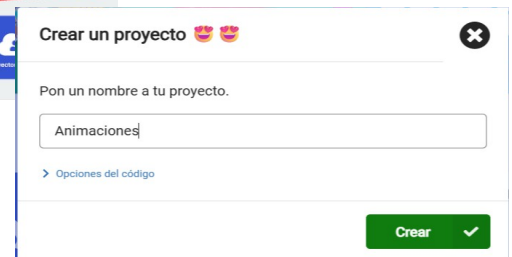 Crear un proyecto 😍 😍
Pon un nombre a tu proyecto.
Animaciones
Opciones del código
Crear